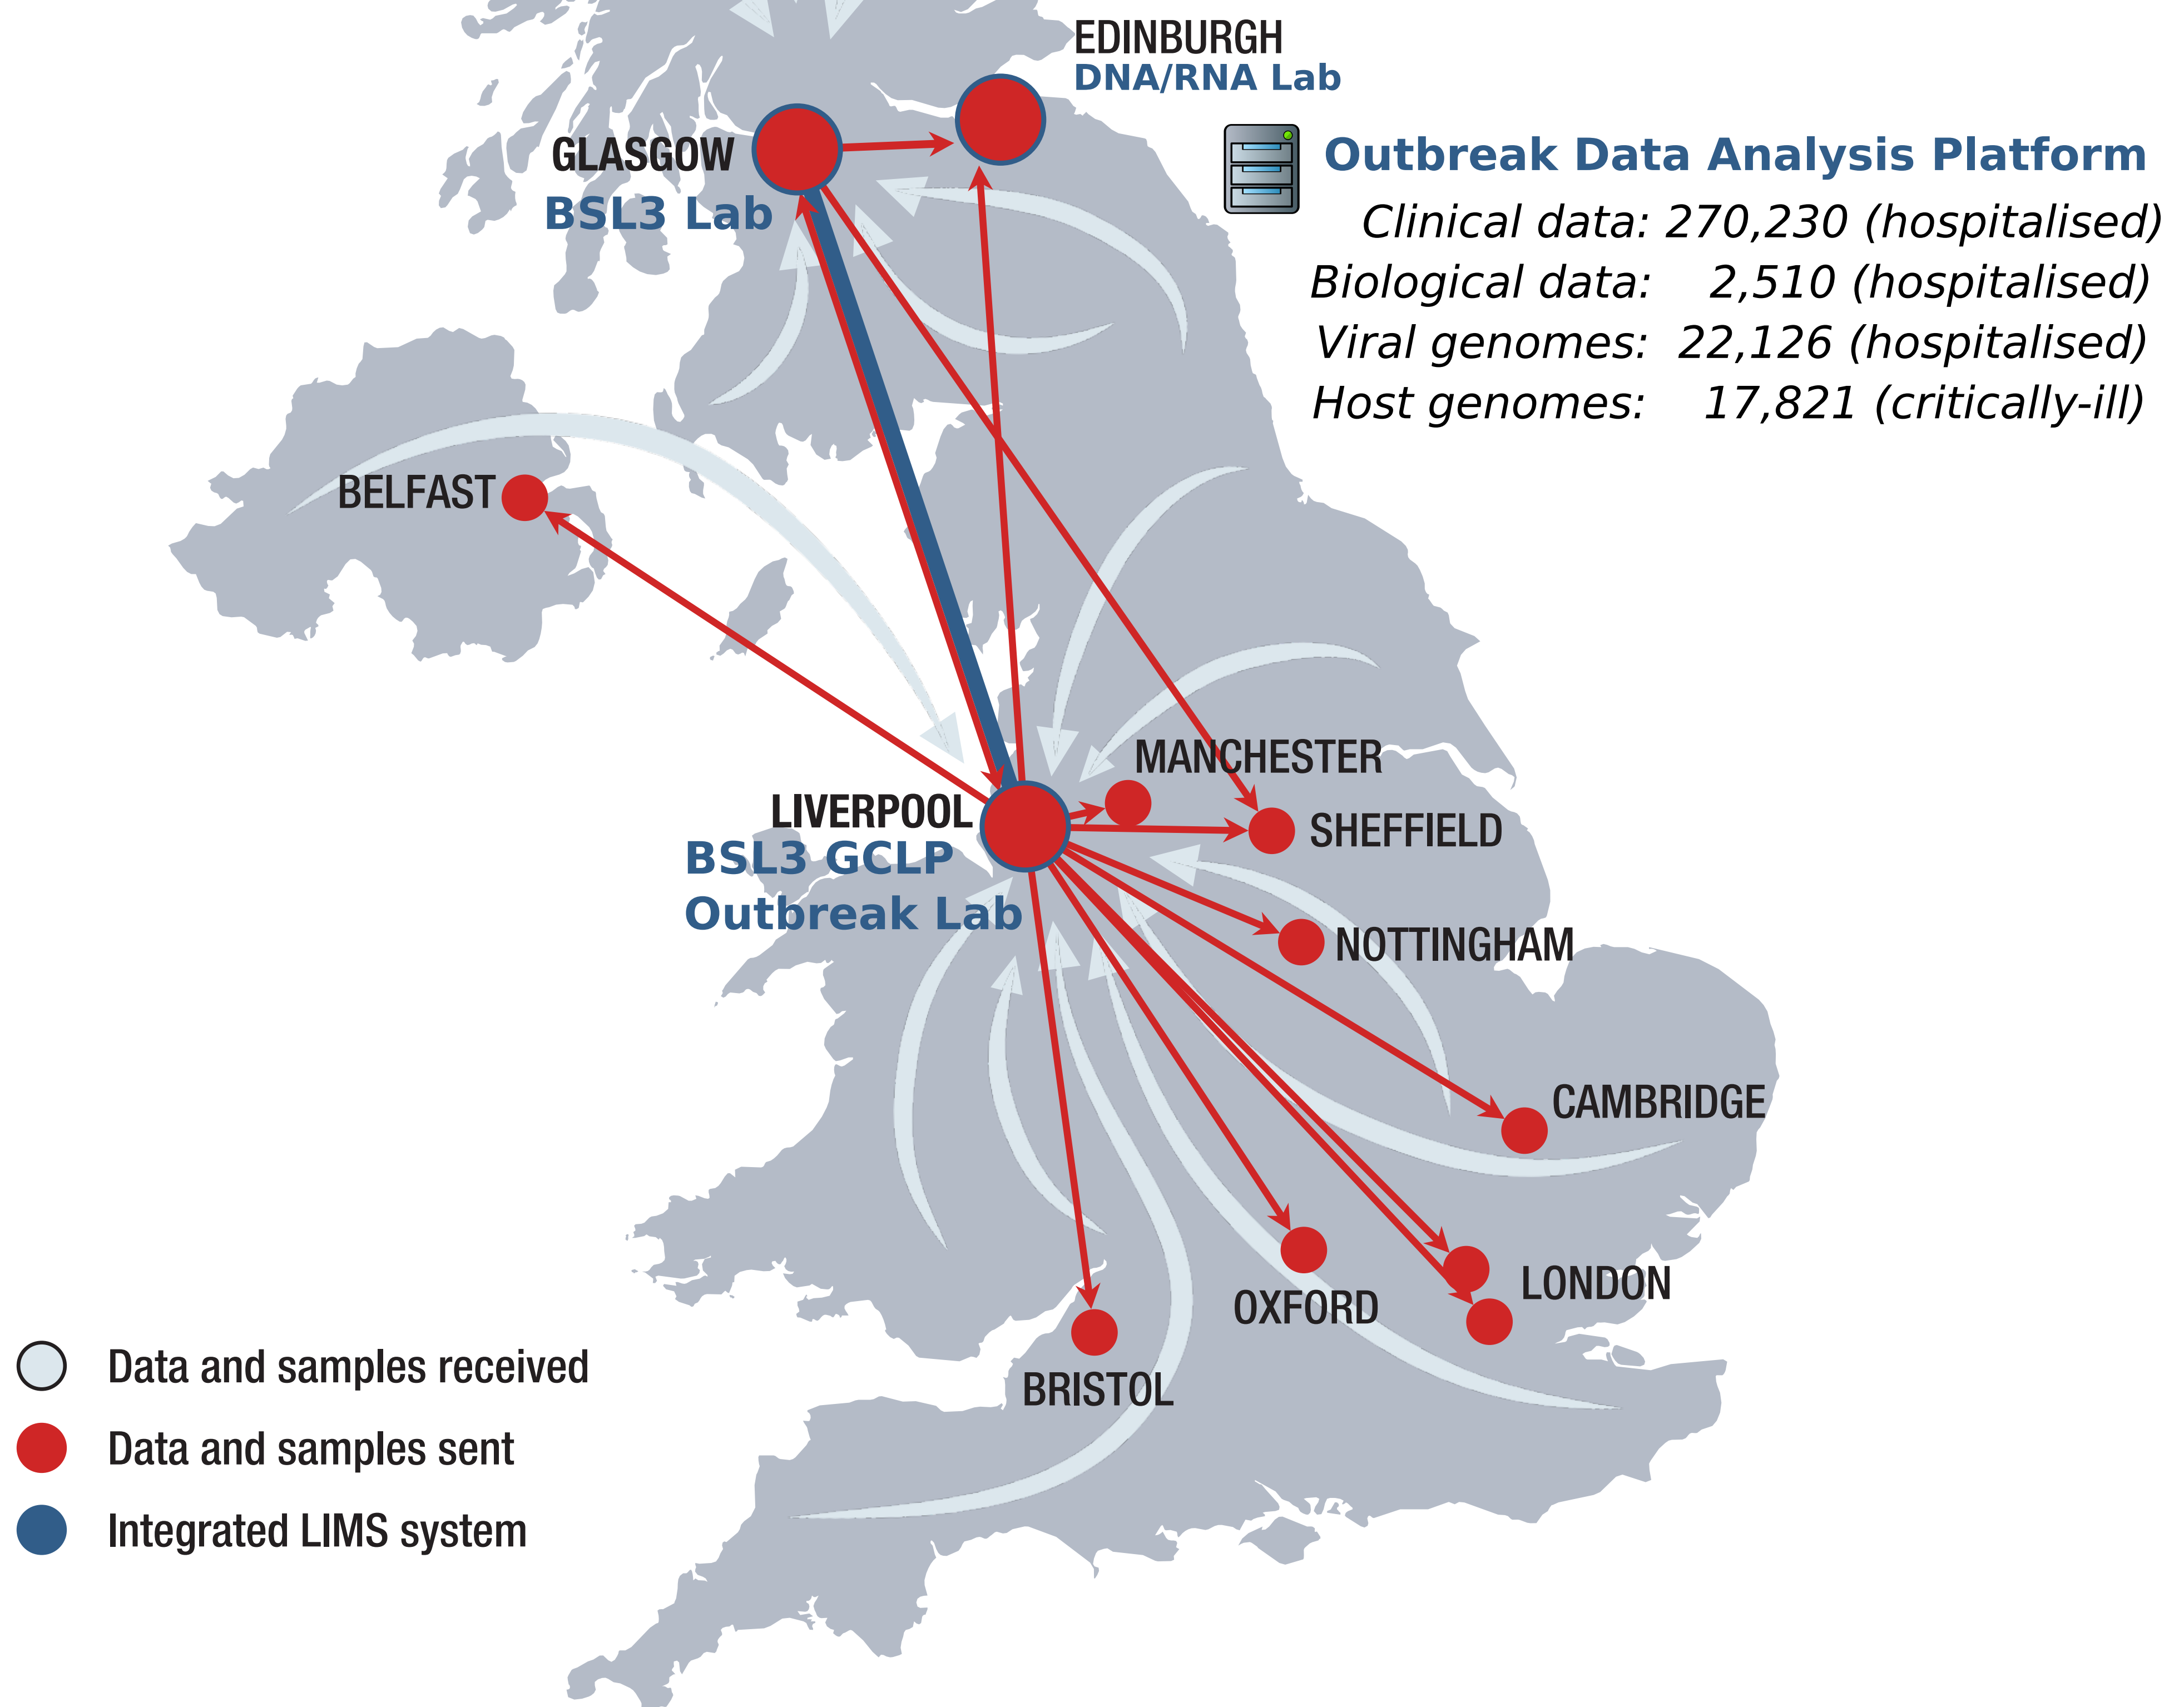 EDINBURGH
DNA/RNA Lab
GLASGOW
BSL3 Lab
Outbreak Data Analysis Platform
Clinical data: 270,230 (hospitalised)
Biological data: 2,510 (hospitalised)
Viral genomes: 22,126 (hospitalised)
Host genomes: 17,821 (critically-ill)
BELFAST
MANCHESTER
LIVERPOOL
BSL3 GCLP
Outbreak Lab
SHEFFIELD
NOTTINGHAM
CAMBRIDGE
LONDON
OXFORD
BRISTOL
Data and samples received
Data and samples sent
Integrated LIMS system